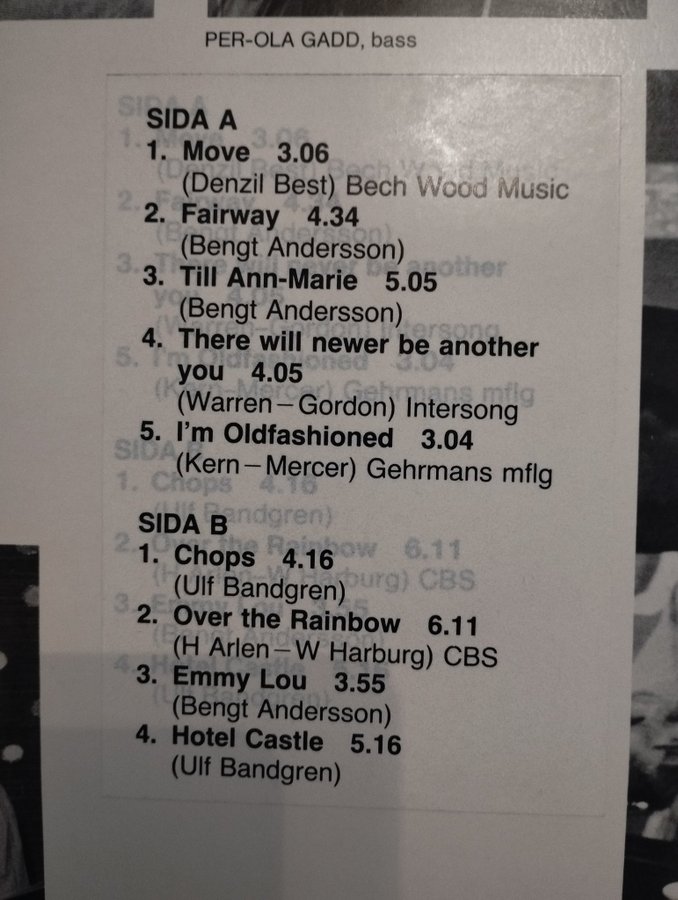 PER-OLA GADD, bass
SIDA A
1. Move 3.06
(Denzil Best) Bech Wood Music
2. Fairway 4.34
(Bengt Andersson)
3. Till Ann-Marie 5.05
(Bengt Andersson)
4. There will newer be another
you 4.05
(Warren–Gordon) Intersong
5. I'm Oldfashioned 3.04
(Kern–Mercer) Gehrmans mflg
SIDA B
1. Chops 4.16
(Ulf Bandgren)
2. Over the Rainbow 6.11
(H Arlen–W Harburg) CBS
3. Emmy Lou 3.55
(Bengt Andersson)
4. Hotel Castle 5.16
(Ulf Bandgren)